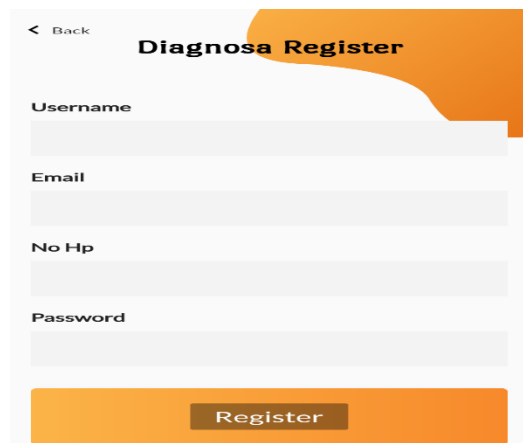 Back
Diagnosa Register
Username
Email
No Hp
Password
Register